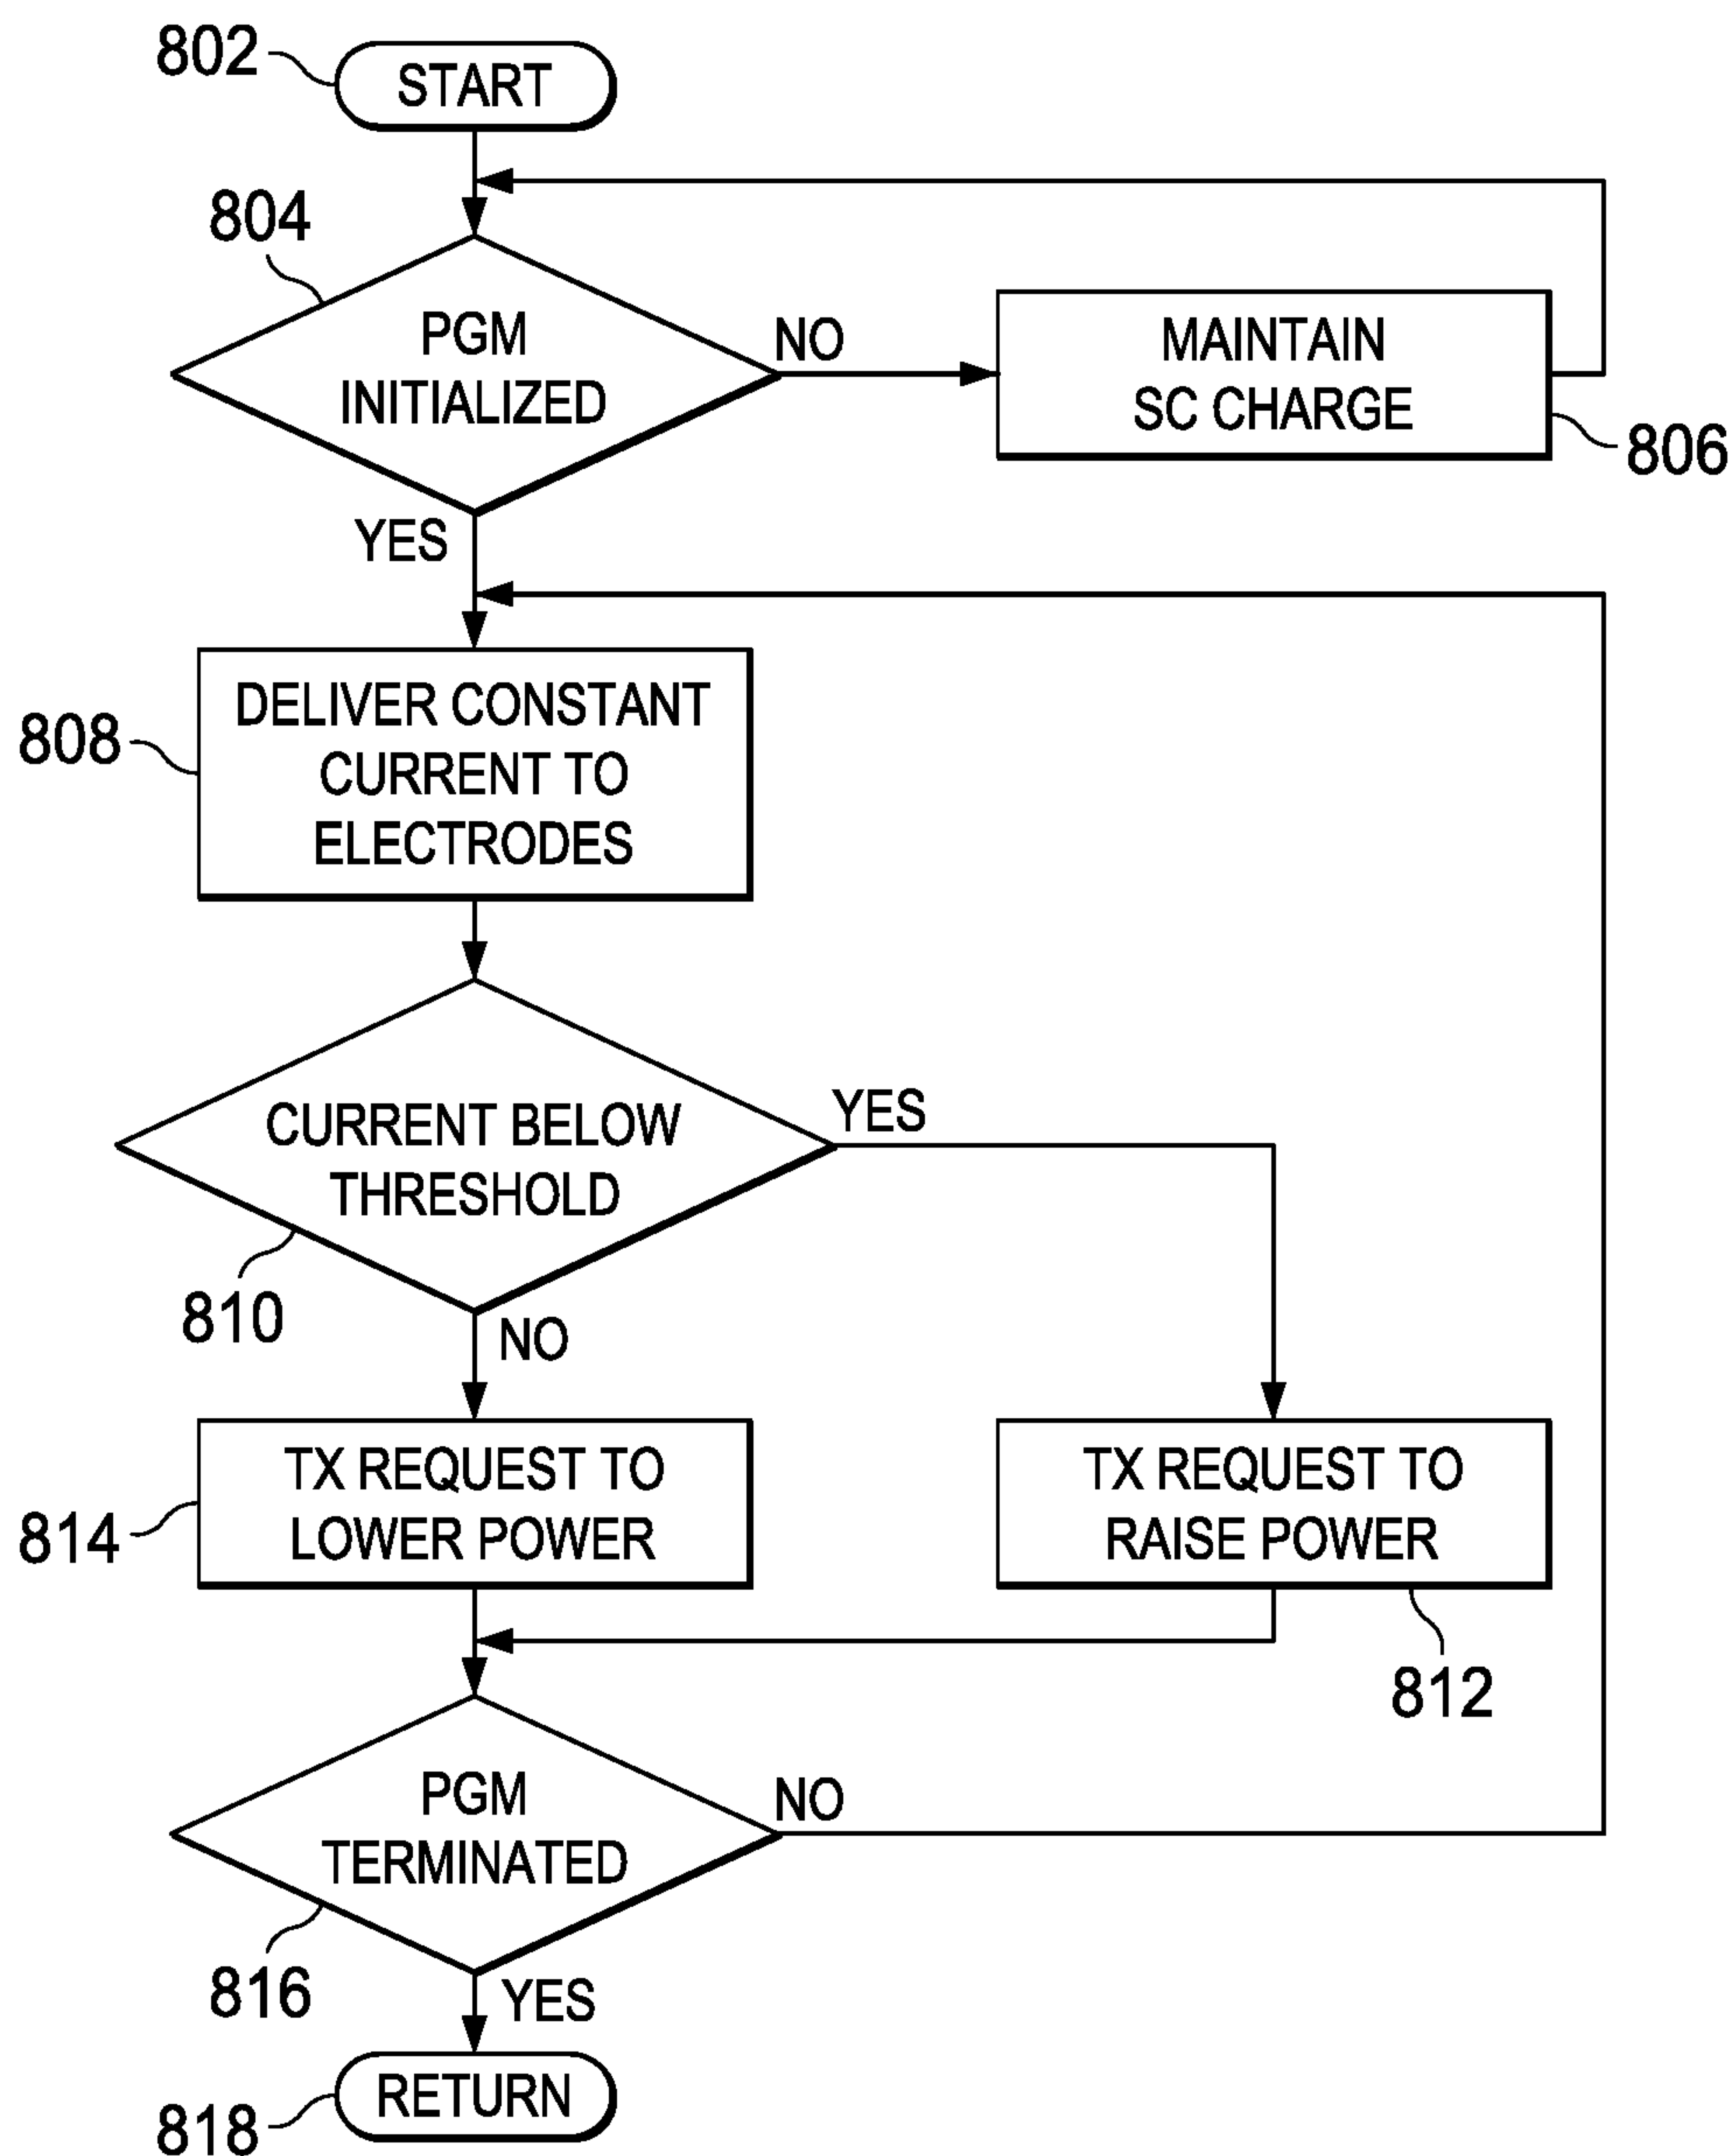 802
START
804
PGM
INITIALIZED
NO
MAINTAIN
SC CHARGE
806
YES
808
DELIVER CONSTANT
CURRENT TO
ELECTRODES
CURRENT BELOW
THRESHOLD
YES
810
NO
814
TX REQUEST TO
LOWER POWER
TX REQUEST TO
RAISE POWER
812
PGM
TERMINATED
NO
816
YES
818
RETURN